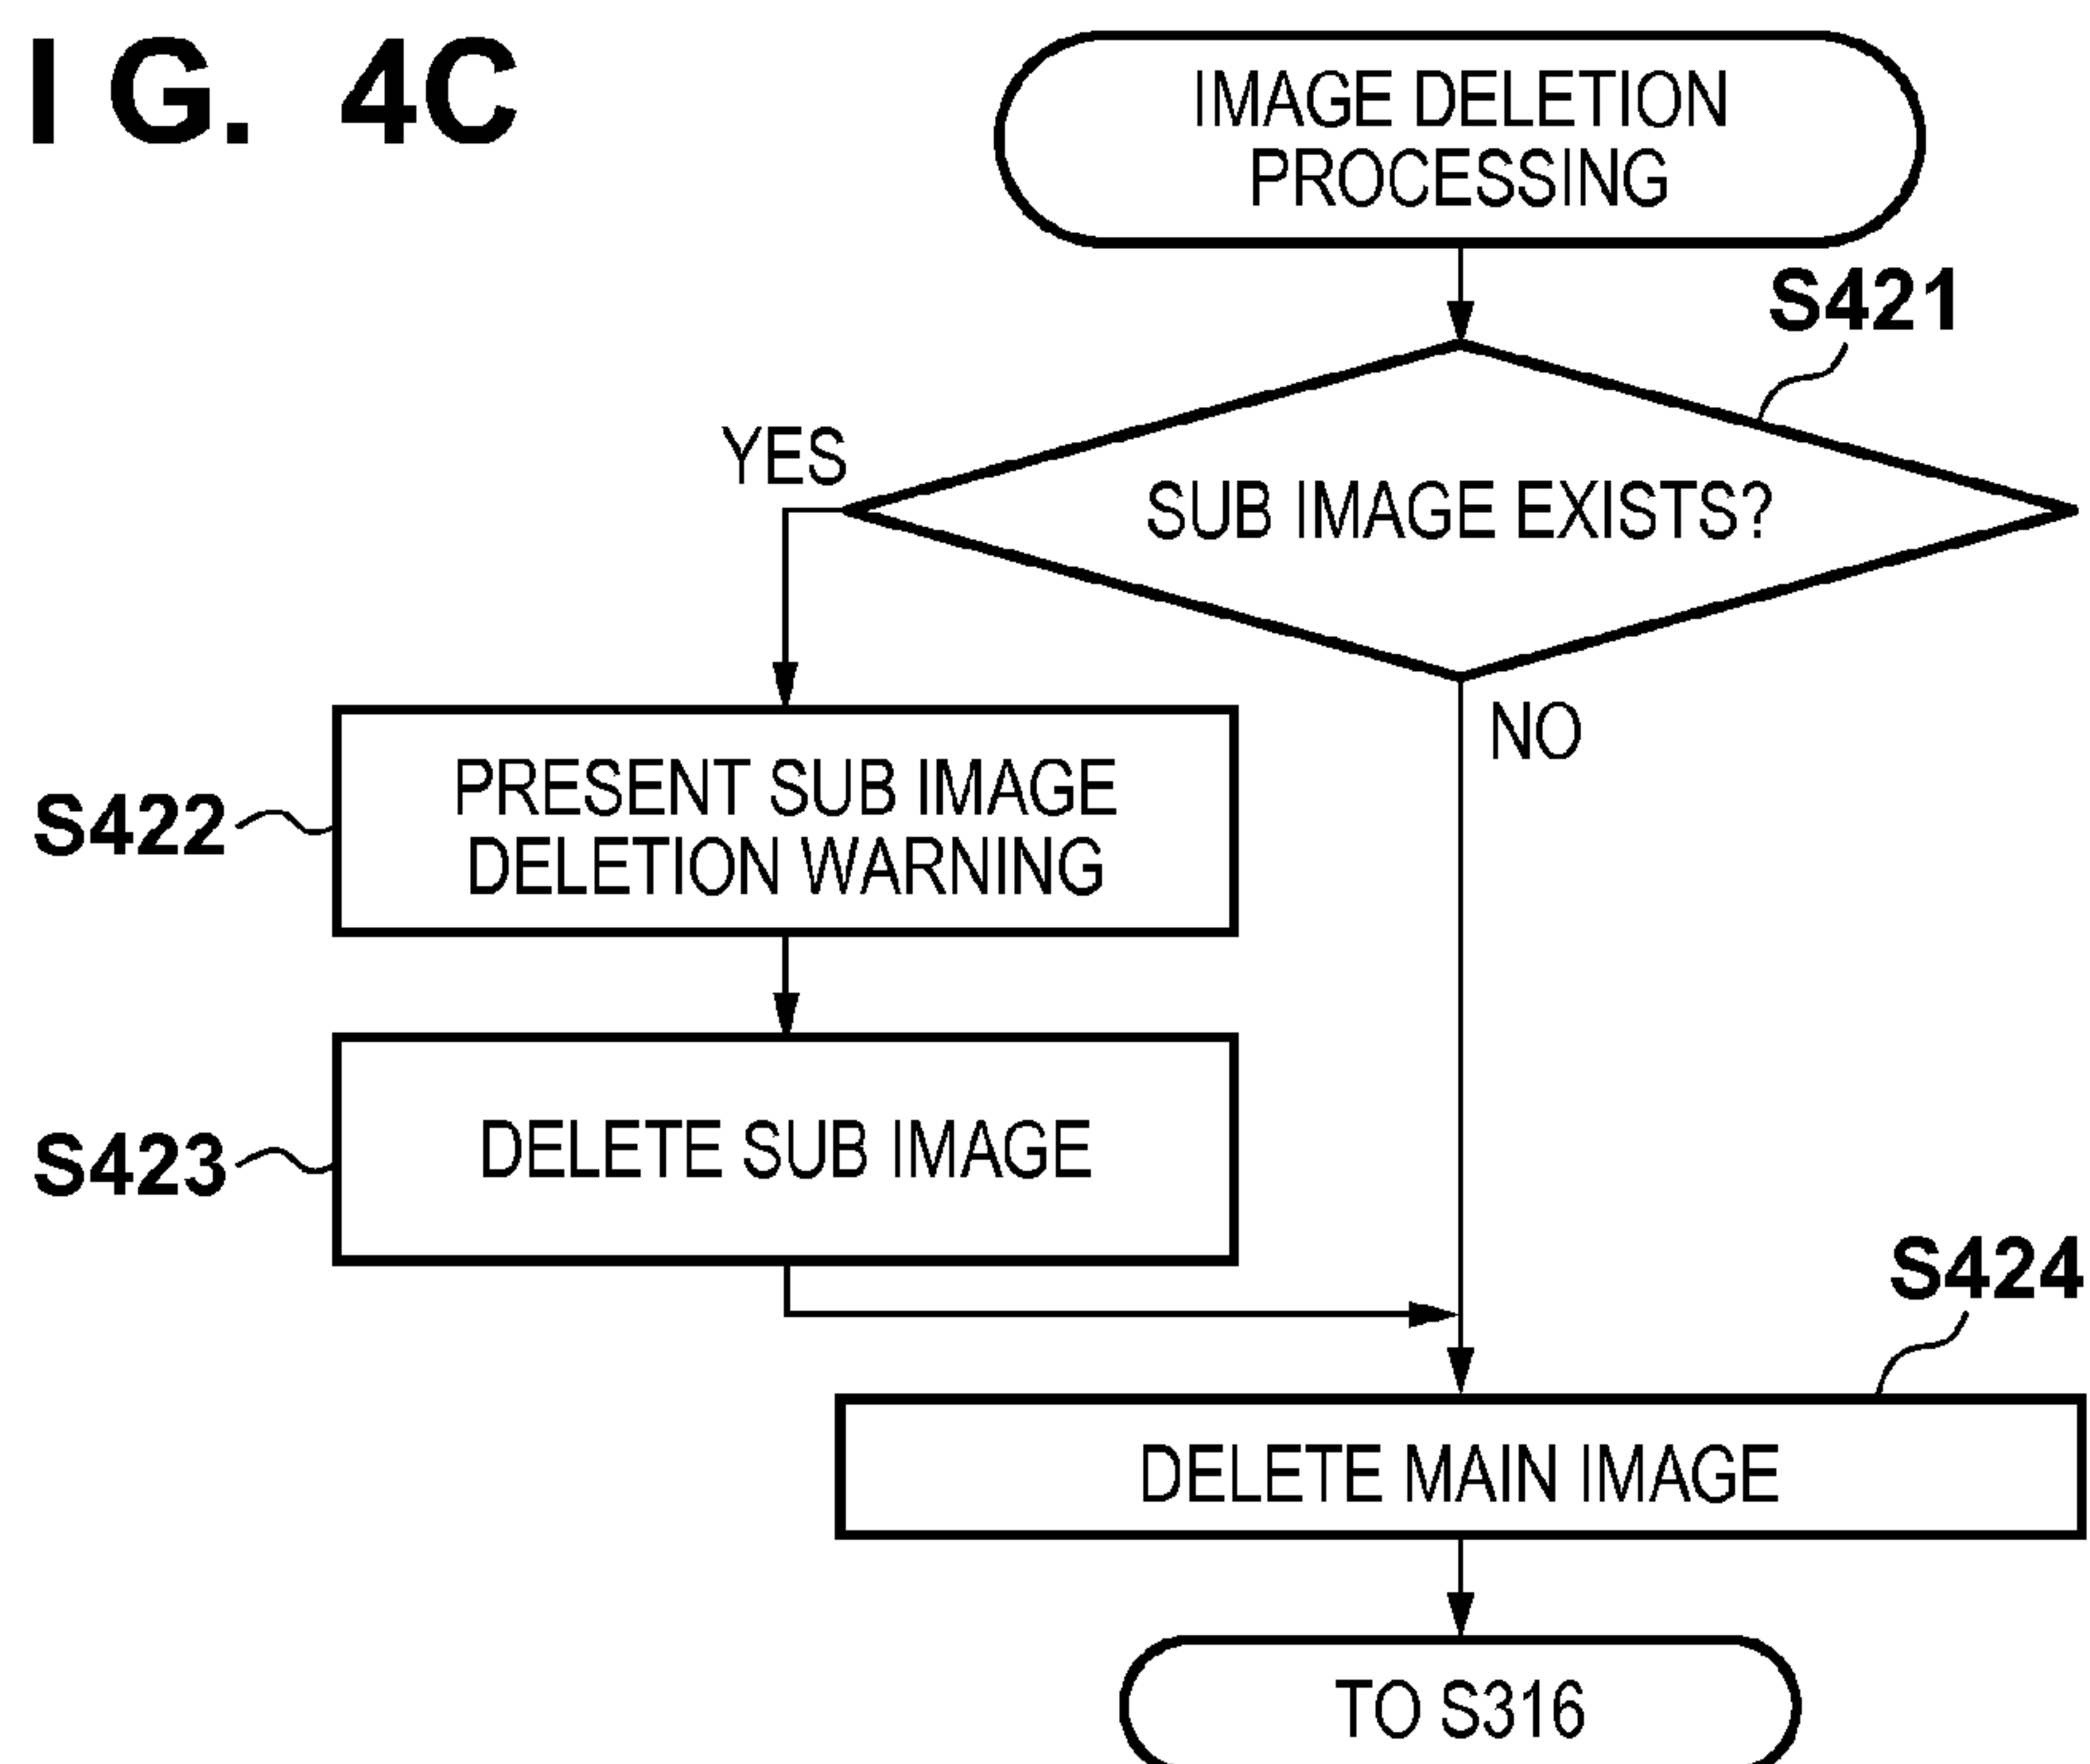 IG. 4C
IMAGE DELETION
PROCESSING
S421
YES
SUB IMAGE EXISTS?
NO
S422
PRESENT SUB IMAGE
DELETION WARNING
S423
DELETE SUB IMAGE
S424
DELETE MAIN IMAGE
TO S316